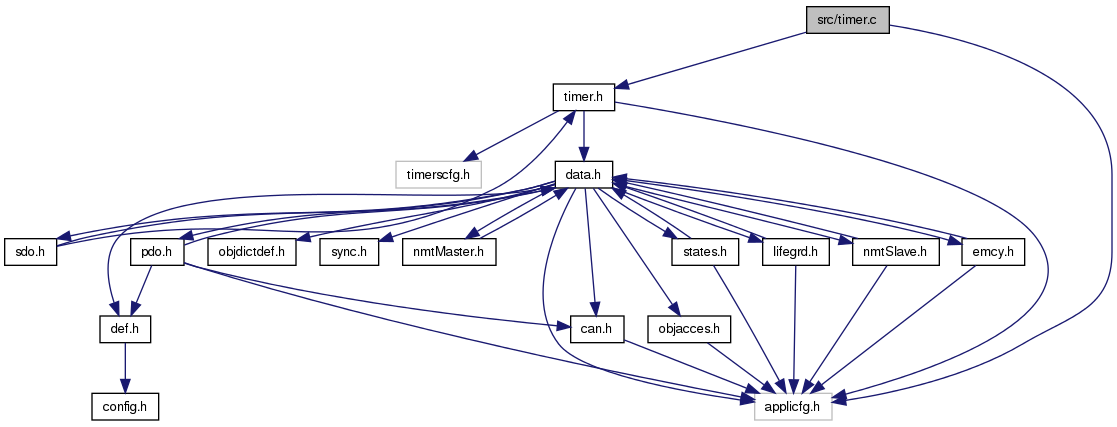 src/timer.c
timer.h
timerscfg.h
data.h
sdo.h
pdo.h
objdictdef.h
sync.h
nmtMaster.h
states.h
lifegrd.h
nmtSlave.h
emcy.h
def.h
can.h
objacces.h
config.h
applicfg.h